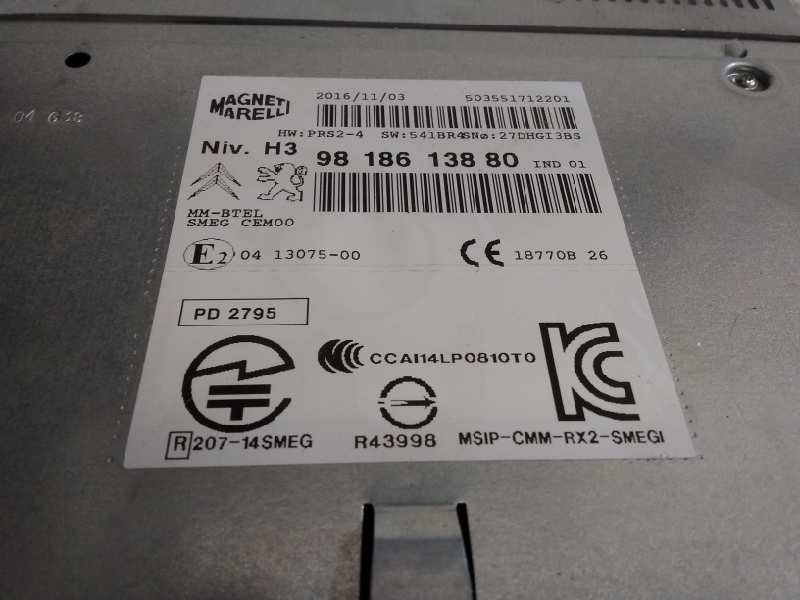 04 G38
MAGNETI
MARELLI
2016/11/03 503551712201
HW:PRS2-4 SW:541BR4SNø:27DHGI3BS
Niv. H3 98 186 138 80 IND 01
MM-BTEL
SMEG CEM00
E2 04 13075-00 CE 18770B 26
PD 2795
CCAI14LP0810T0
KC
R 207-14SMEG R43998 MSIP-CMM-RX2-SMEGI